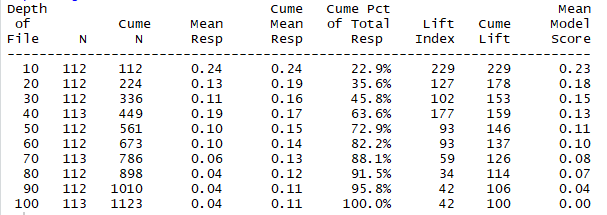 Depth Cume Cume Pct Mean
of Cume Mean Mean of Total Lift Cume Model
File N N Resp Resp Resp Index Lift Score
10 112 112 0.24 0.24 22.9% 229 229 0.23
20 112 224 0.13 0.19 35.6% 127 178 0.18
30 112 336 0.11 0.16 45.8% 102 153 0.15
40 113 449 0.19 0.17 63.6% 177 159 0.13
50 112 561 0.10 0.15 72.9% 93 146 0.11
60 112 673 0.10 0.14 82.2% 93 137 0.10
70 113 786 0.06 0.13 88.1% 59 126 0.08
80 112 898 0.04 0.12 91.5% 34 114 0.07
90 112 1010 0.04 0.11 95.8% 42 106 0.04
100 113 1123 0.04 0.11 100.0% 42 100 0.00